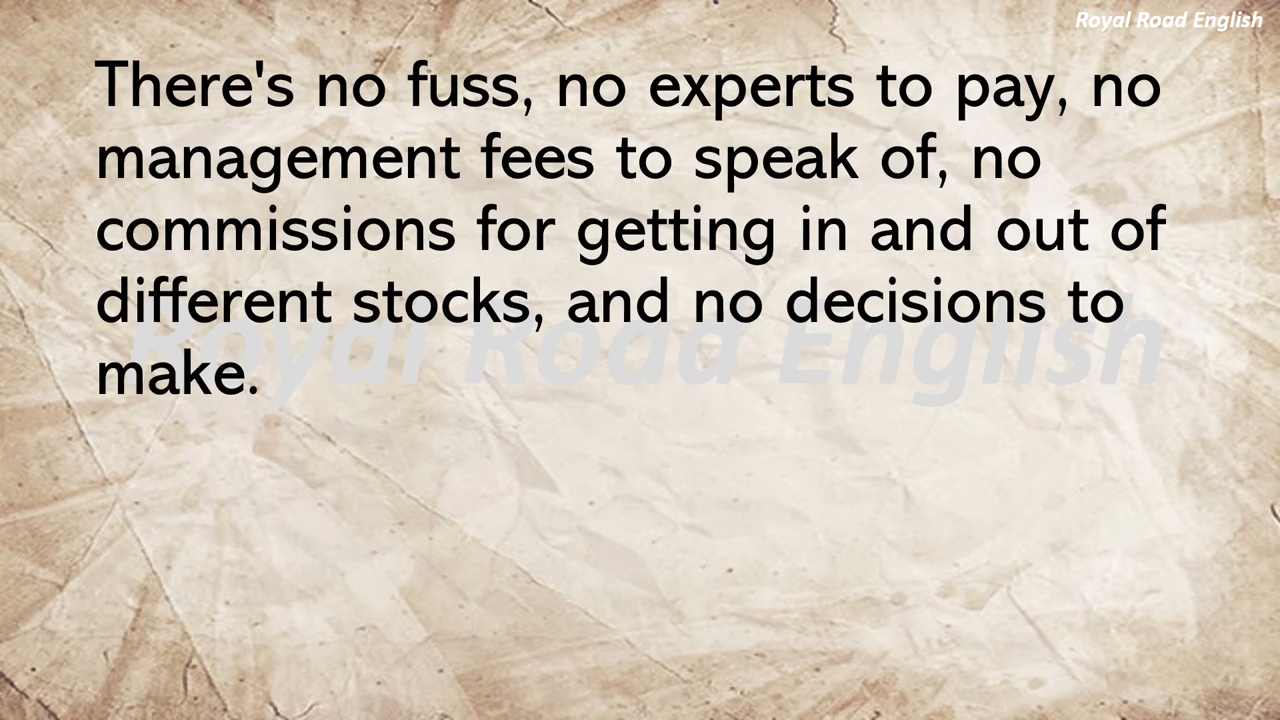 Royal Road English
There's no fuss, no experts to pay, no
management fees to speak of, no
commissions for getting in and out of
different stocks, and no decisions to
make.
Royal Road English